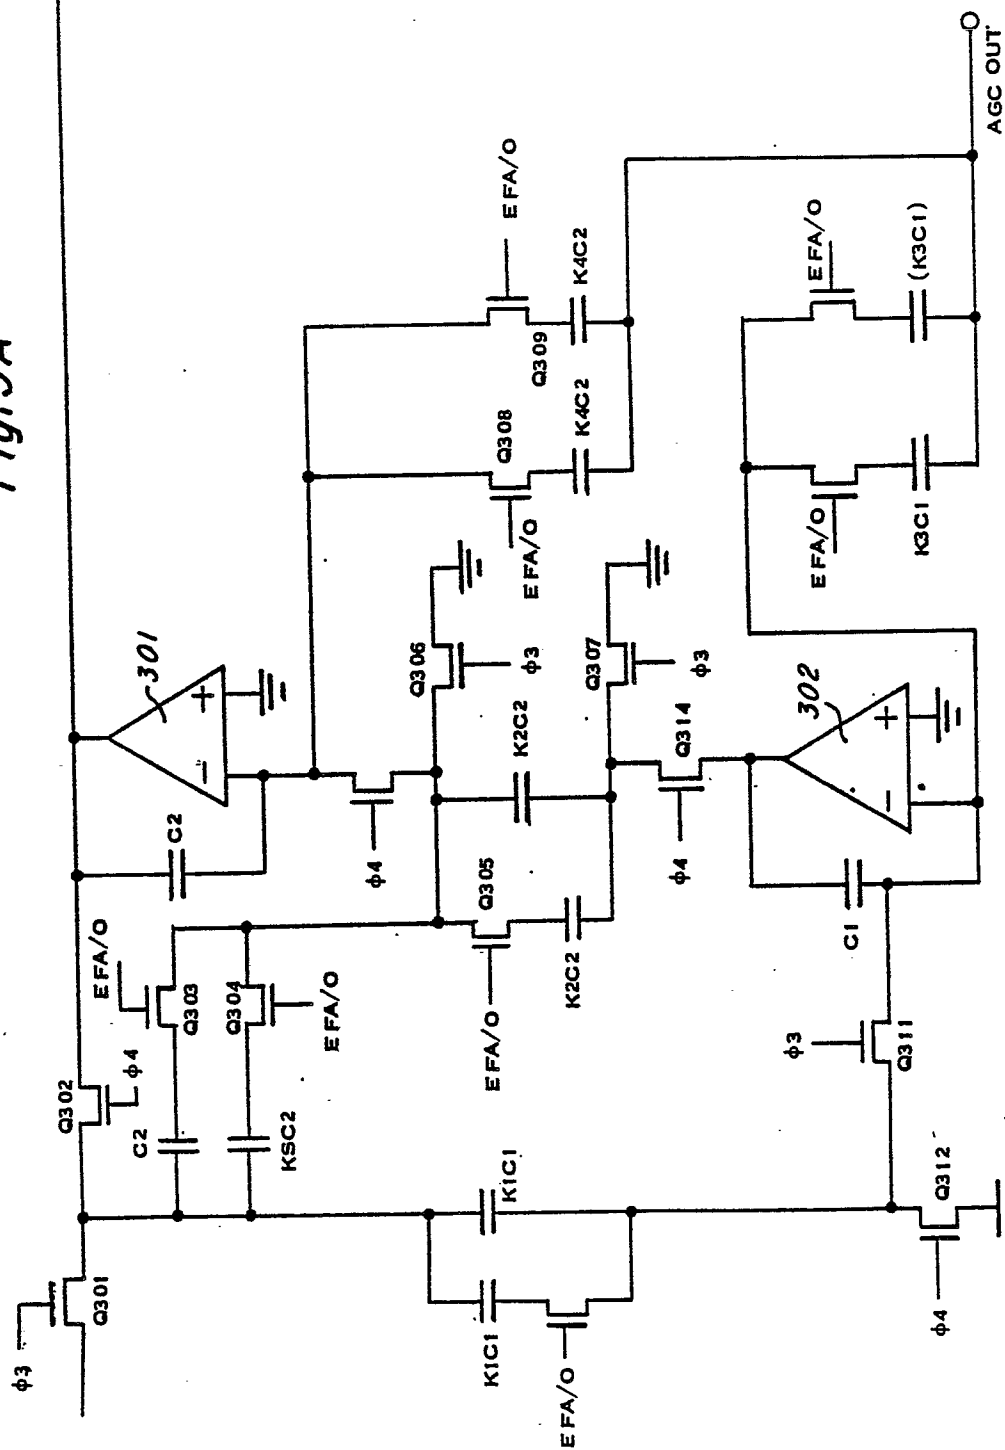 φ3
Q301
Q302
φ4
EFA/O
Q303
Q304
EFA/O
C2
KSC2
C2
301
−
+
φ4
Q306
φ3
K2C2
Q305
EFA/O
K2C2
Q307
φ3
Q314
φ4
302
−
+
C1
φ3
Q311
Q312
φ4
K1C1
K1C1
EFA/O
EFA/O
Q309
K4C2
Q308
EFA/O
K4C2
EFA/O
(K3C1)
EFA/O
K3C1
AGC OUT